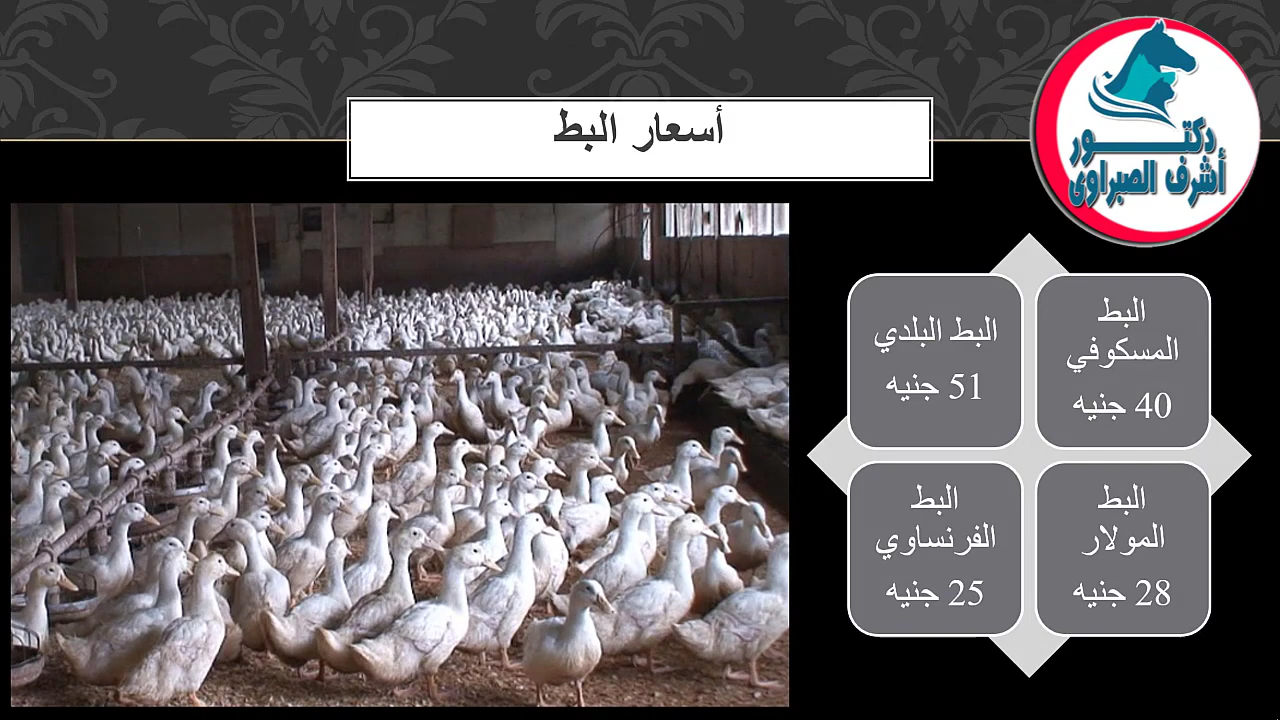 أسعار البط
دكتور
أشرف الصبراوى
البط
المسكوفي
40 جنيه
البط البلدي
51 جنيه
البط
المولار
28 جنيه
البط
الفرنساوي
25 جنيه